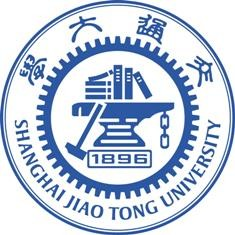 交通大學
1896
SHANGHAI JIAO TONG UNIVERSITY